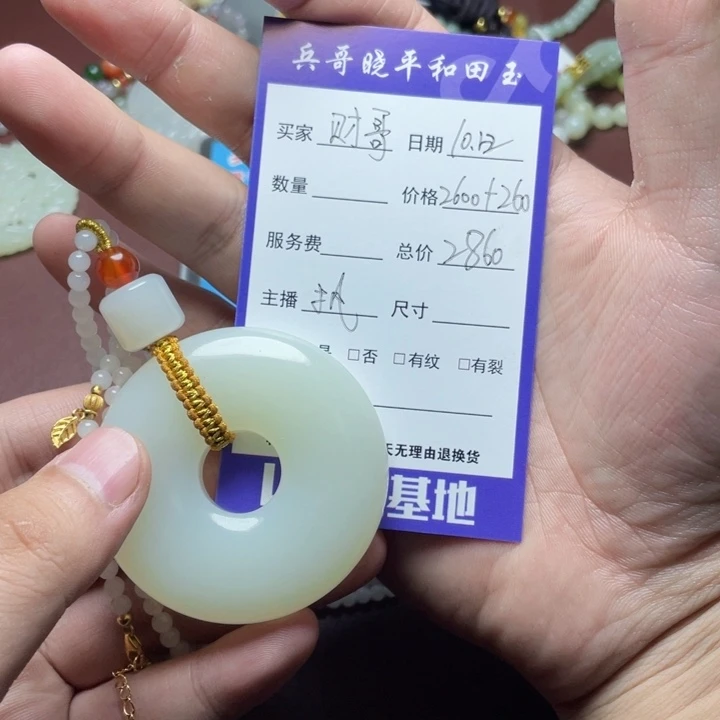 兵哥晓平和田玉
买家 财哥 日期 10.12
数量 价格 2600+260
服务费 总价 2860
主播 尺寸
是 □否 □有纹 □有裂
天无理由退换货
基地